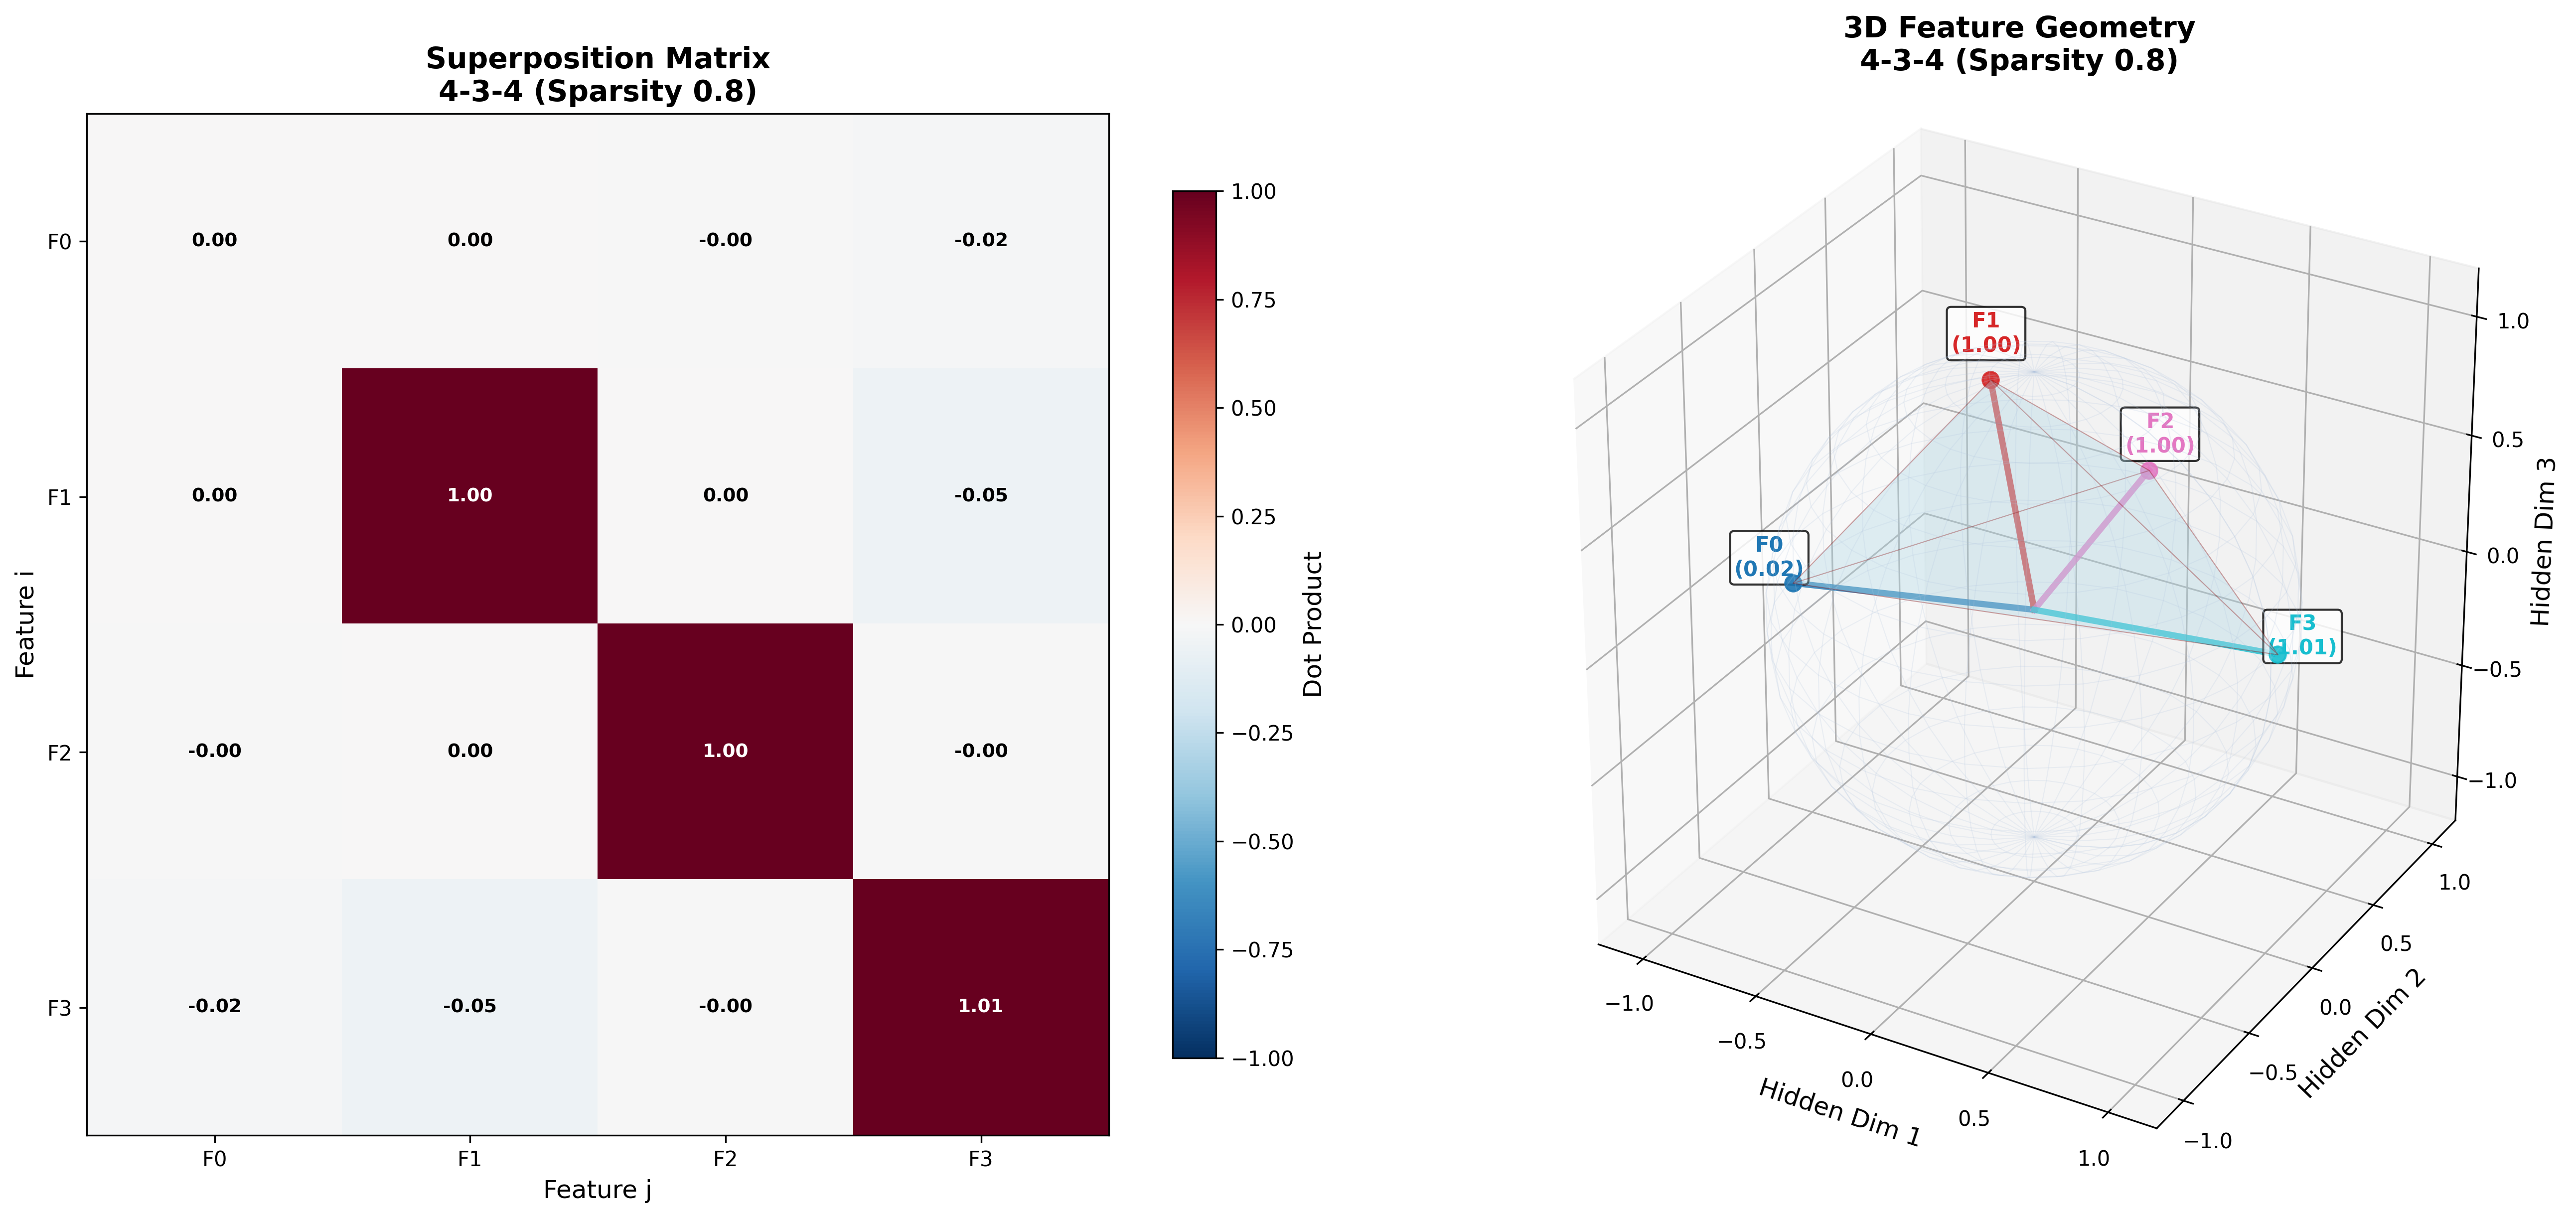 Superposition Matrix
4-3-4 (Sparsity 0.8)
F0
F1
F2
F3
Feature i
0.00 0.00 -0.00 -0.02
0.00 1.00 0.00 -0.05
-0.00 0.00 1.00 -0.00
-0.02 -0.05 -0.00 1.01
F0 F1 F2 F3
Feature j
1.00
0.75
0.50
0.25
0.00
−0.25
−0.50
−0.75
−1.00
Dot Product
3D Feature Geometry
4-3-4 (Sparsity 0.8)
F1
(1.00)
F2
(1.00)
F0
(0.02)
F3
(1.01)
1.0
0.5
0.0
−0.5
−1.0
Hidden Dim 3
1.0
0.5
0.0
−0.5
−1.0
Hidden Dim 2
−1.0
−0.5
0.0
0.5
1.0
Hidden Dim 1